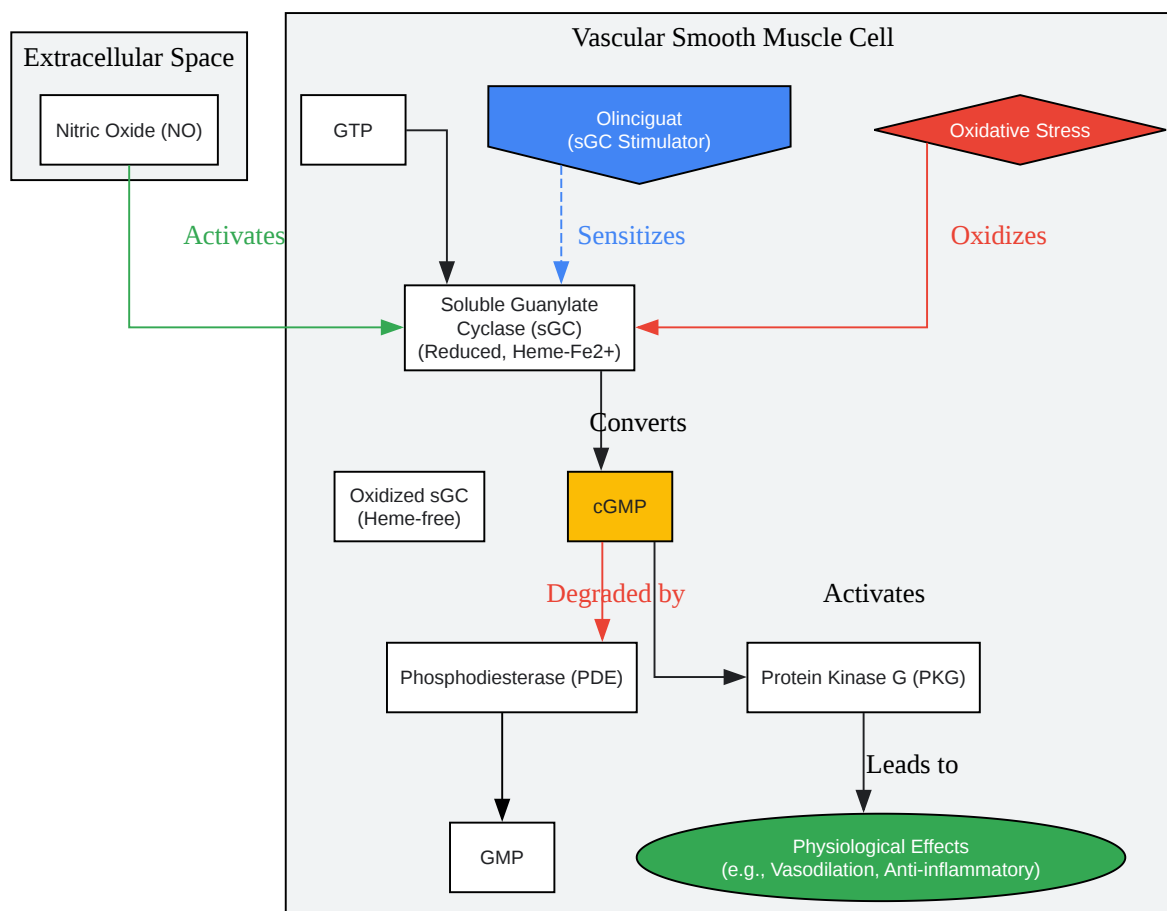 Vascular Smooth Muscle Cell
Extracellular Space
Nitric Oxide (NO)
GTP
Olinciguat
(sGC Stimulator)
Oxidative Stress
Activates
Sensitizes
Oxidizes
Soluble Guanylate
Cyclase (sGC)
(Reduced, Heme-Fe2+)
Converts
Oxidized sGC
(Heme-free)
cGMP
Degraded by
Activates
Phosphodiesterase (PDE)
Protein Kinase G (PKG)
Leads to
GMP
Physiological Effects
(e.g., Vasodilation, Anti-inflammatory)